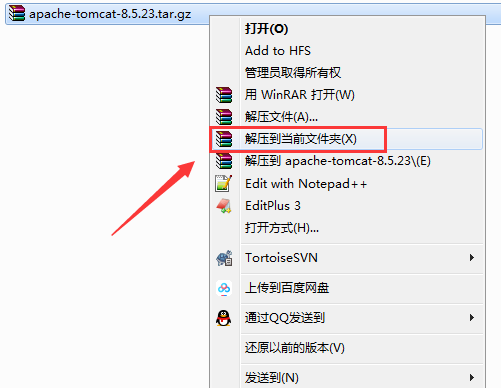 apache-tomcat-8.5.23.tar.gz
打开(O)
Add to HFS
管理员取得所有权
用 WinRAR 打开(W)
解压文件(A)...
解压到当前文件夹(X)
解压到 apache-tomcat-8.5.23\(E)
Edit with Notepad++
EditPlus 3
打开方式(H)...
TortoiseSVN
上传到百度网盘
通过QQ发送到
还原以前的版本(V)
发送到(N)